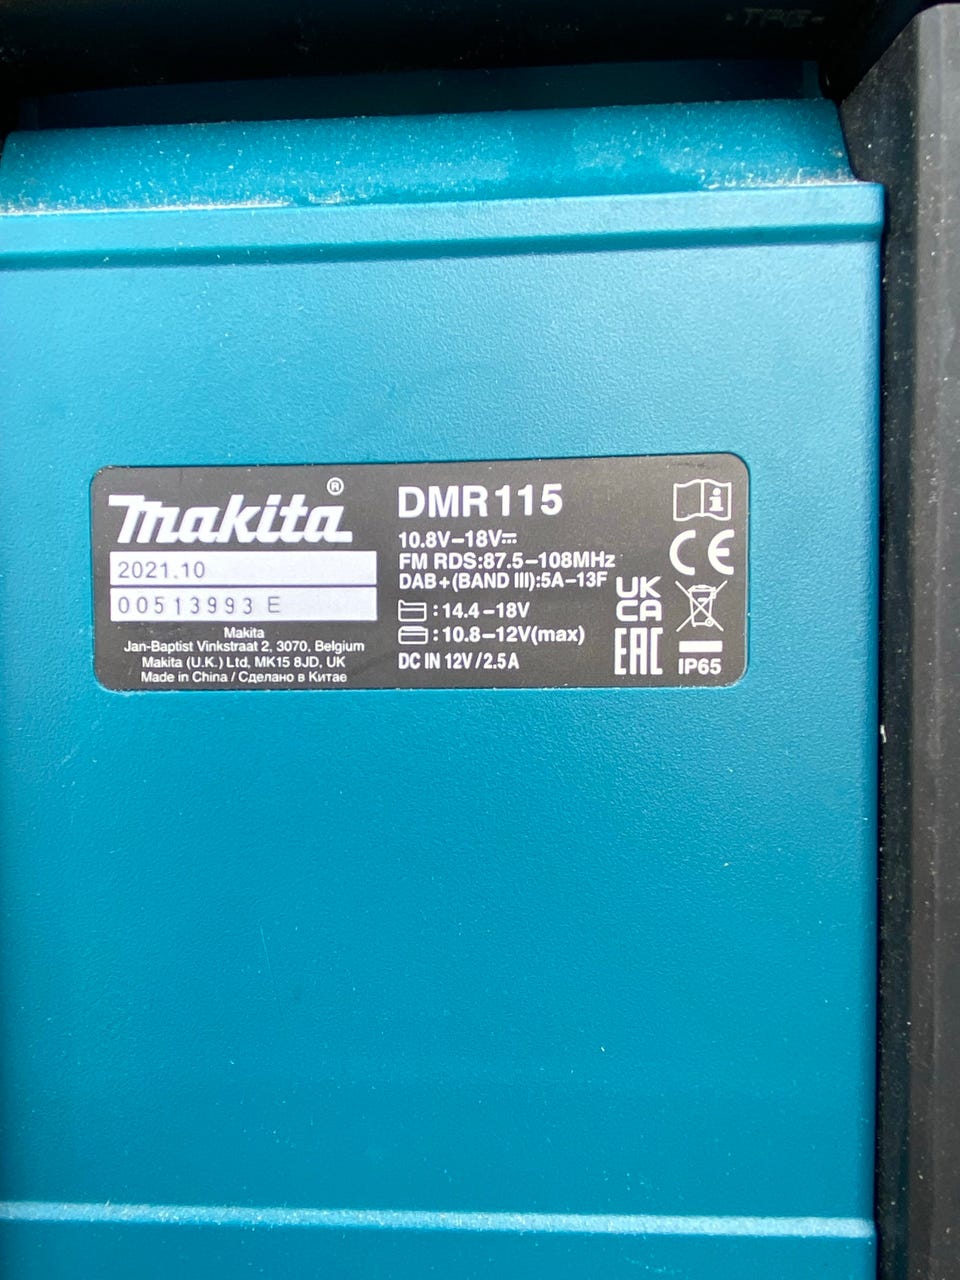 Makita®
2021.10
00513993 E
Makita
Jan-Baptist Vinkstraat 2, 3070, Belgium
Makita (U.K.) Ltd, MK15 8JD, UK
Made in China / Сделано в Китае
DMR115
10.8V–18V⎓
FM RDS:87.5–108MHz
DAB+(BAND III):5A–13F
:14.4–18V
:10.8–12V(max)
DC IN 12V/2.5A
CE
UK
CA
EAC
IP65